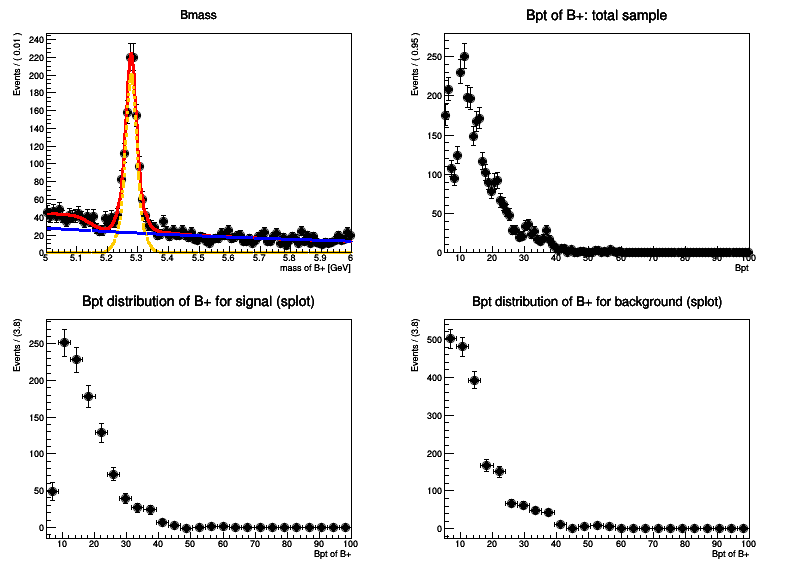 Bmass
Events / ( 0.01 )
240
220
200
180
160
140
120
100
80
60
40
20
0
5 5.1 5.2 5.3 5.4 5.5 5.6 5.7 5.8 5.9 6
mass of B+ [GeV]
Bpt of B+: total sample
Events / ( 0.95 )
250
200
150
100
50
0
10 20 30 40 50 60 70 80 90 100
Bpt
Bpt distribution of B+ for signal (splot)
Events / (3.8)
250
200
150
100
50
0
10 20 30 40 50 60 70 80 90 100
Bpt of B+
Bpt distribution of B+ for background (splot)
Events / (3.8)
500
400
300
200
100
0
10 20 30 40 50 60 70 80 90 100
Bpt of B+